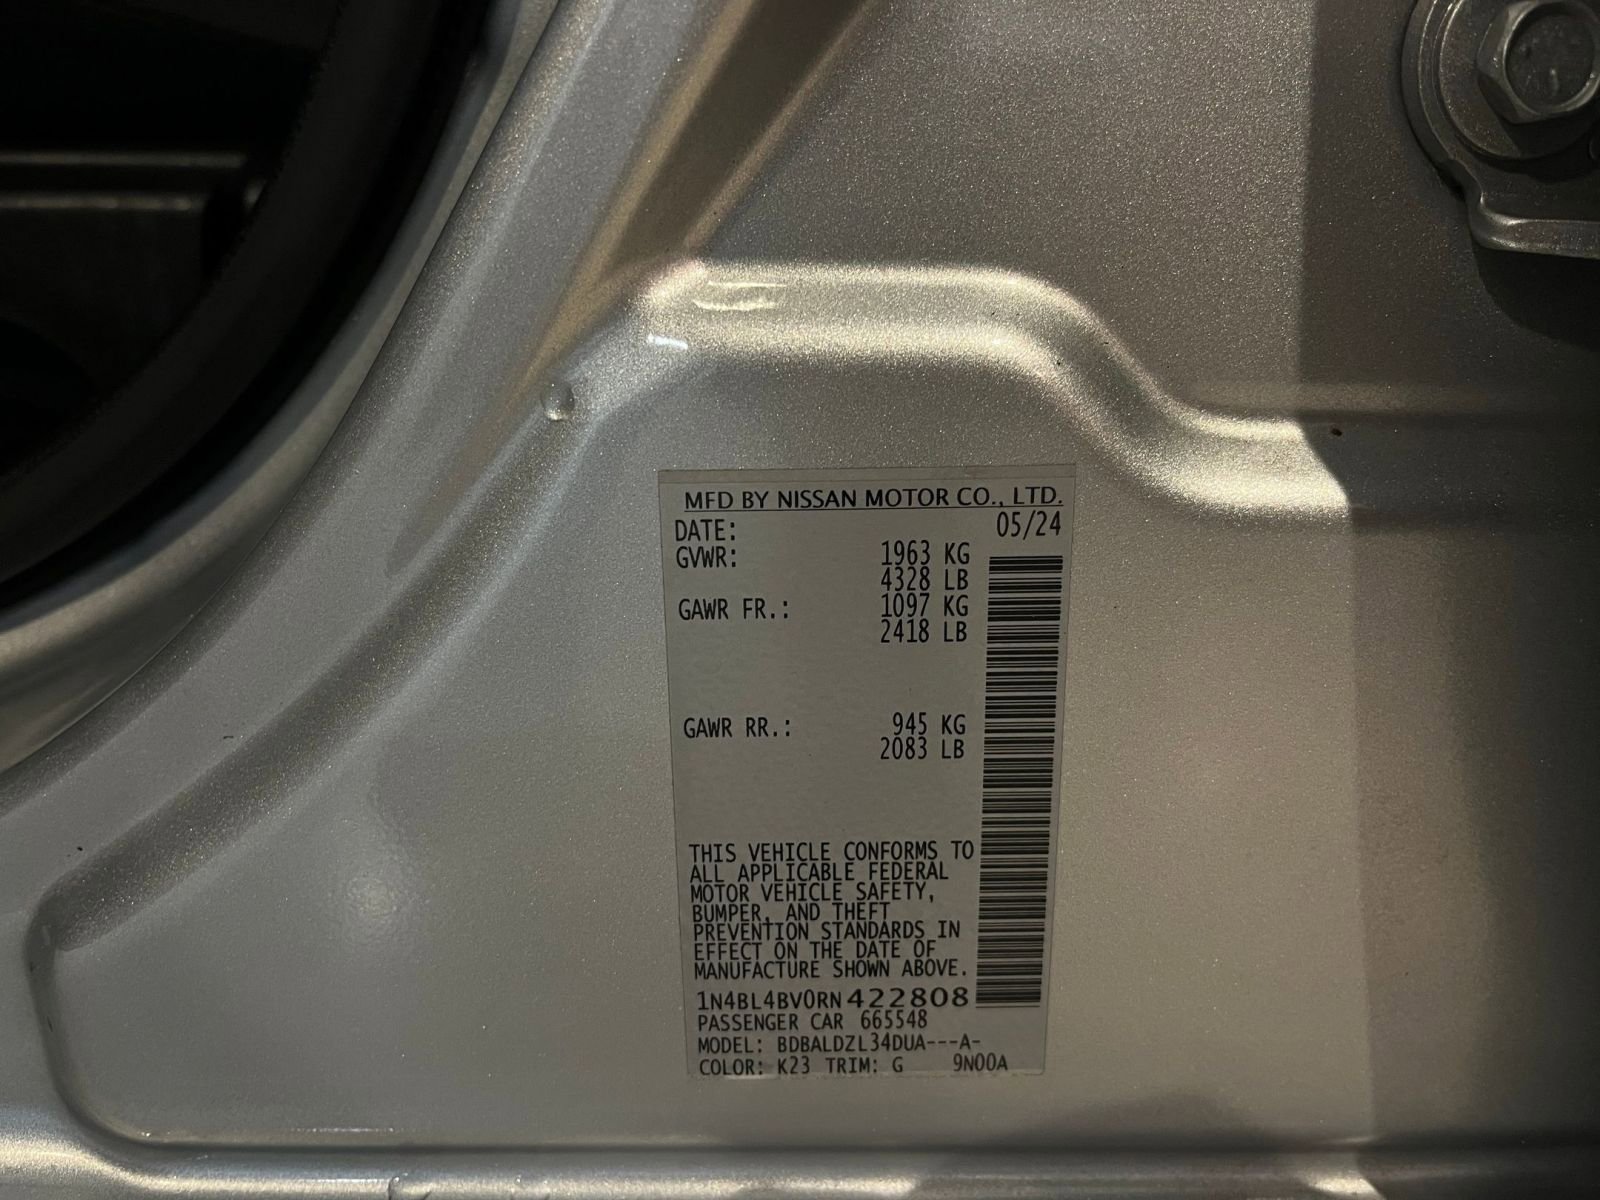 MFD BY NISSAN MOTOR CO., LTD.
DATE: 05/24
GVWR: 1963 KG
4328 LB
GAWR FR.: 1097 KG
2418 LB
GAWR RR.: 945 KG
2083 LB
THIS VEHICLE CONFORMS TO
ALL APPLICABLE FEDERAL
MOTOR VEHICLE SAFETY,
BUMPER, AND THEFT
PREVENTION STANDARDS IN
EFFECT ON THE DATE OF
MANUFACTURE SHOWN ABOVE.
1N4BL4BV0RN422808
PASSENGER CAR 665548
MODEL: BDBALDZL34DUA---A-
COLOR: K23 TRIM: G 9N00A